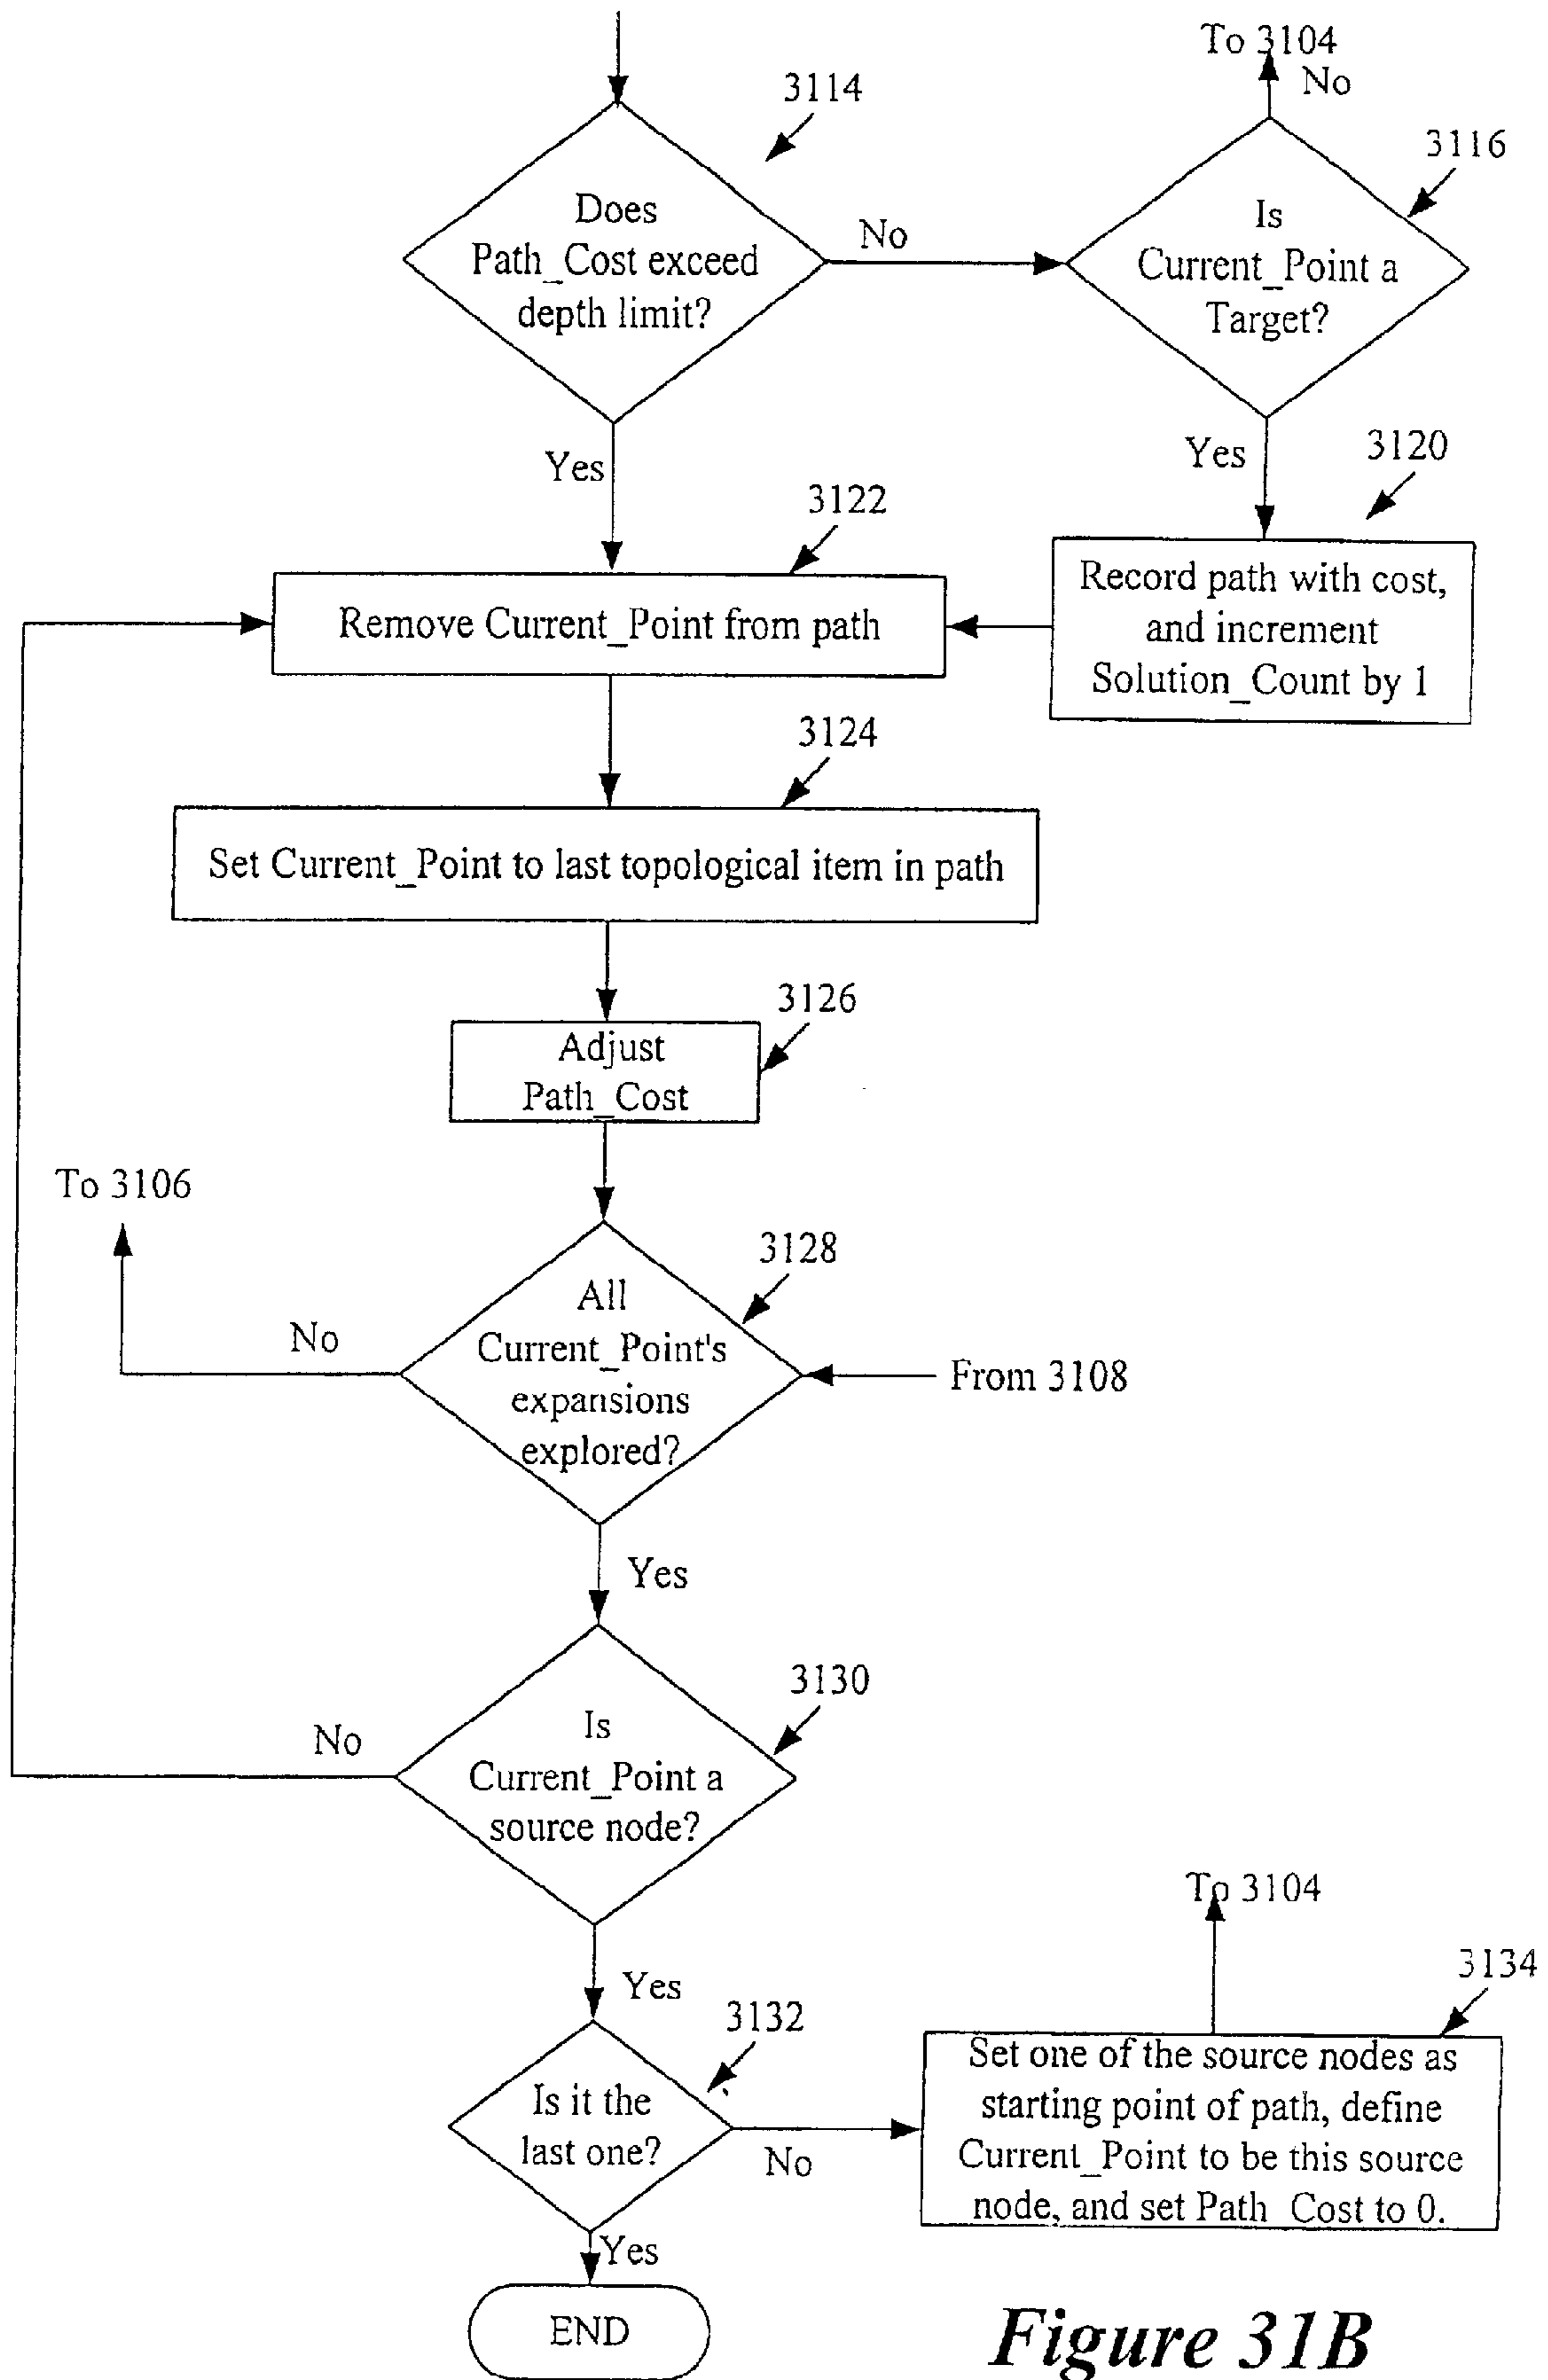 To 3104
No
3114
3116
Does
Path_Cost exceed
depth limit?
No
Is
Current_Point a
Target?
Yes
Yes
3120
3122
Remove Current_Point from path
Record path with cost,
and increment
Solution_Count by 1
3124
Set Current_Point to last topological item in path
3126
Adjust
Path_Cost
To 3106
3128
All
Current_Point's
expansions
explored?
No
From 3108
Yes
3130
Is
Current_Point a
source node?
No
To 3104
3134
Yes
3132
Is it the
last one?
No
Set one of the source nodes as
starting point of path, define
Current_Point to be this source
node, and set Path_Cost to 0.
Yes
END
Figure 31B